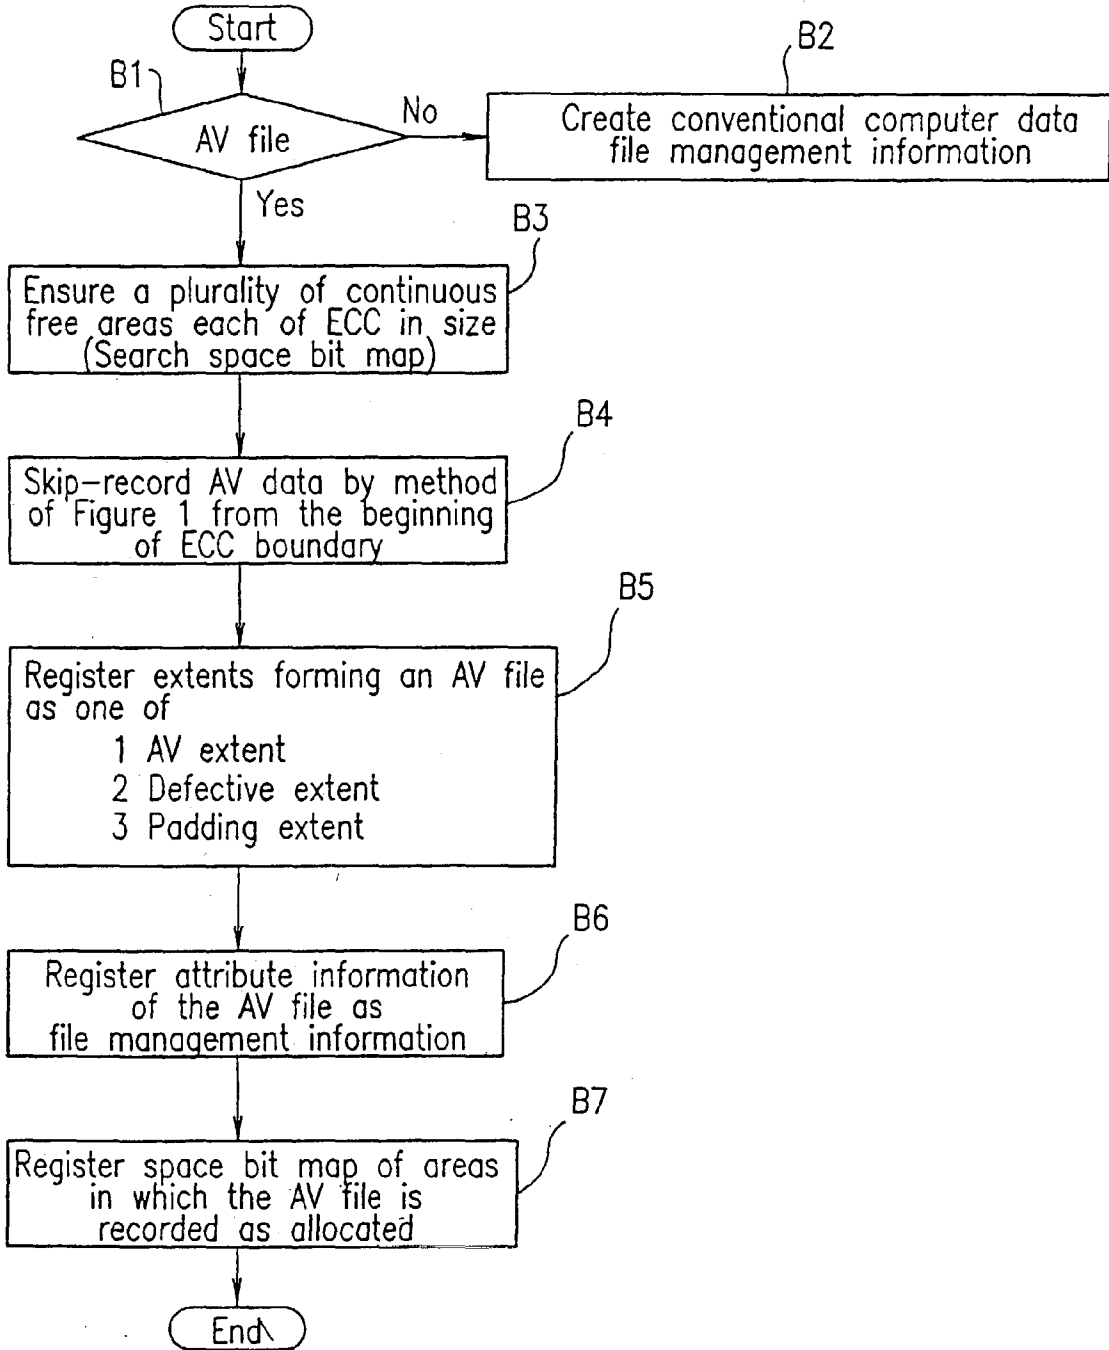 Start
B1
AV file
No
B2
Create conventional computer data
file management information
Yes
B3
Ensure a plurality of continuous
free areas each of ECC in size
(Search space bit map)
B4
Skip-record AV data by method
of Figure 1 from the beginning
of ECC boundary
B5
Register extents forming an AV file
as one of
1 AV extent
2 Defective extent
3 Padding extent
B6
Register attribute information
of the AV file as
file management information
B7
Register space bit map of areas
in which the AV file is
recorded as allocated
End